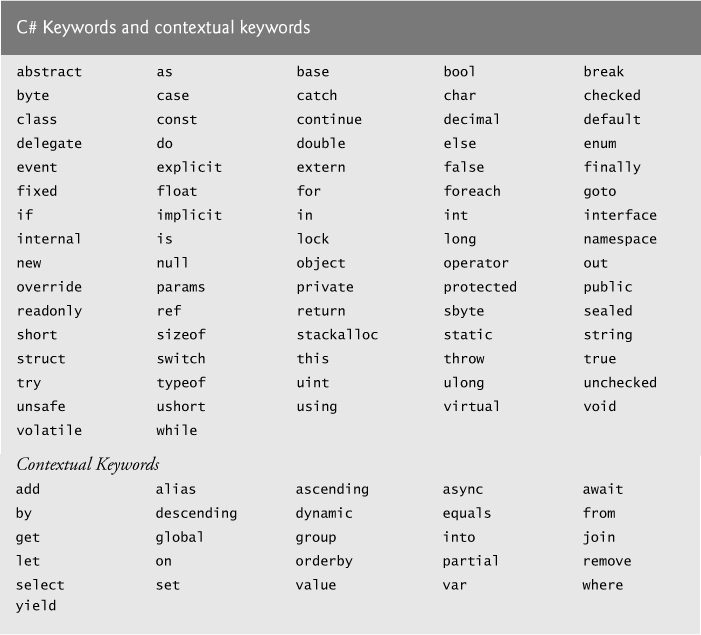 C# Keywords and contextual keywords
abstract as base bool break
byte case catch char checked
class const continue decimal default
delegate do double else enum
event explicit extern false finally
fixed float for foreach goto
if implicit in int interface
internal is lock long namespace
new null object operator out
override params private protected public
readonly ref return sbyte sealed
short sizeof stackalloc static string
struct switch this throw true
try typeof uint ulong unchecked
unsafe ushort using virtual void
volatile while
Contextual Keywords
add alias ascending async await
by descending dynamic equals from
get global group into join
let on orderby partial remove
select set value var where
yield